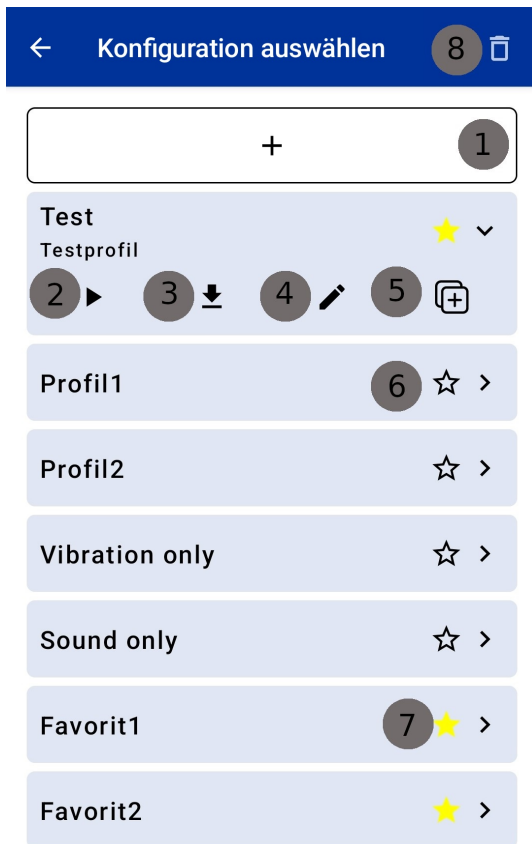 Konfiguration auswählen 8
+ 1
Test
Testprofil
2 3 4 5
Profil1 6
Profil2
Vibration only
Sound only
Favorit1 7
Favorit2